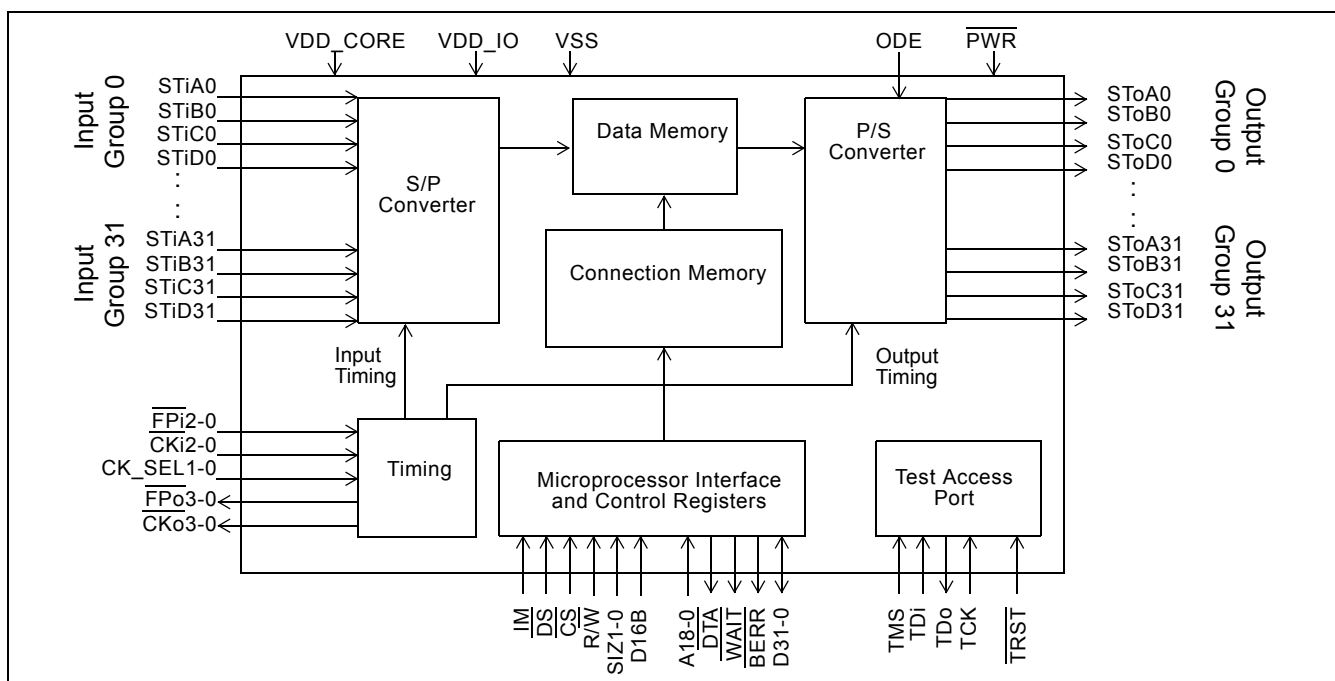 VDD_CORE
VDD_IO
VSS
ODE
PWR
Input
Group 0
STiA0
STiB0
STiC0
STiD0
:
:
Input
Group 31
STiA31
STiB31
STiC31
STiD31
S/P
Converter
Data Memory
Connection Memory
P/S
Converter
SToA0
SToB0
SToC0
SToD0
:
:
SToA31
SToB31
SToC31
SToD31
Output
Group 0
Output
Group 31
Input
Timing
Output
Timing
FPi2-0
CKi2-0
CK_SEL1-0
FPo3-0
CKo3-0
Timing
Microprocessor Interface
and Control Registers
Test Access
Port
IM
DS
CS
R/W
SIZ1-0
D16B
A18-0
DTA
WAIT
BERR
D31-0
TMS
TDi
TDo
TCK
TRST